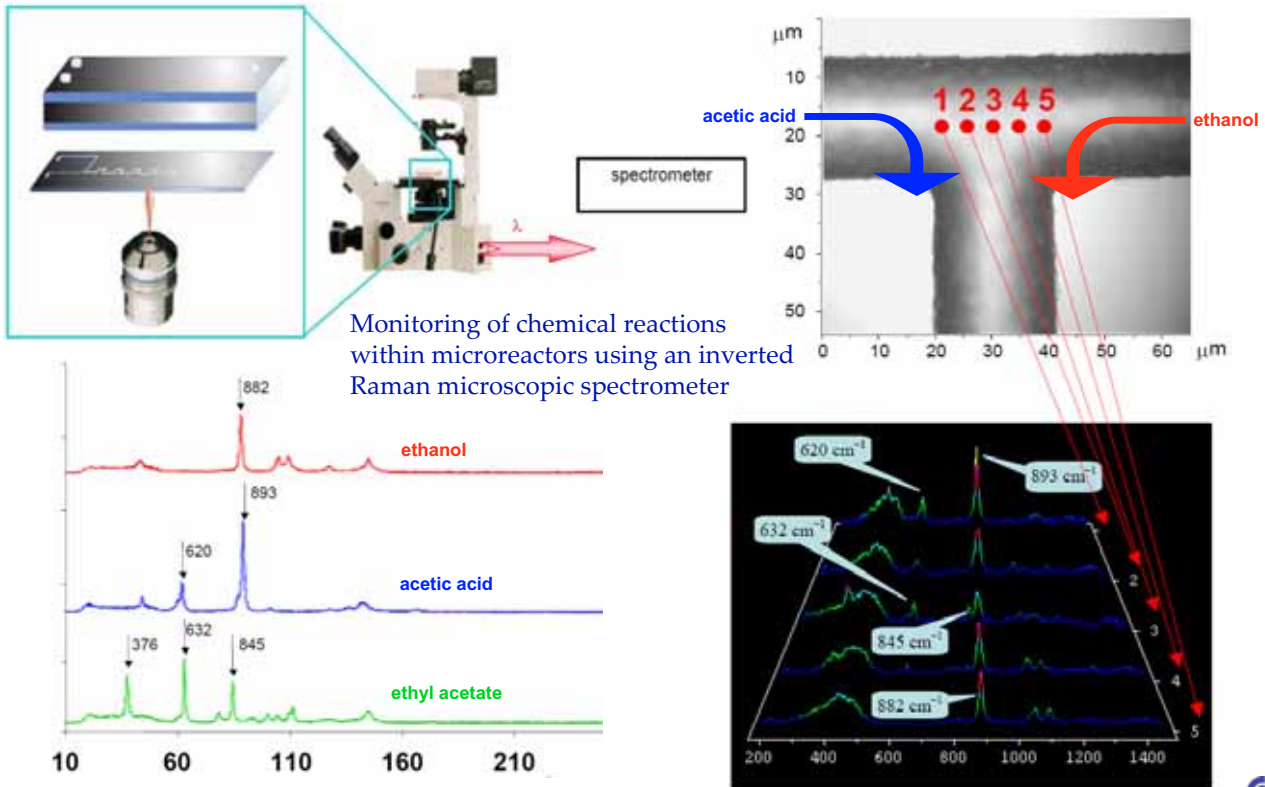 μm
10
20
30
40
50
0 10 20 30 40 50 60 μm
1 2 3 4 5
acetic acid
ethanol
spectrometer
λ
Monitoring of chemical reactions
within microreactors using an inverted
Raman microscopic spectrometer
882
ethanol
893
620
acetic acid
376
632
845
ethyl acetate
10 60 110 160 210
620 cm⁻¹
893 cm⁻¹
632 cm⁻¹
845 cm⁻¹
882 cm⁻¹
2
3
4
5
200 400 600 800 1000 1200 1400